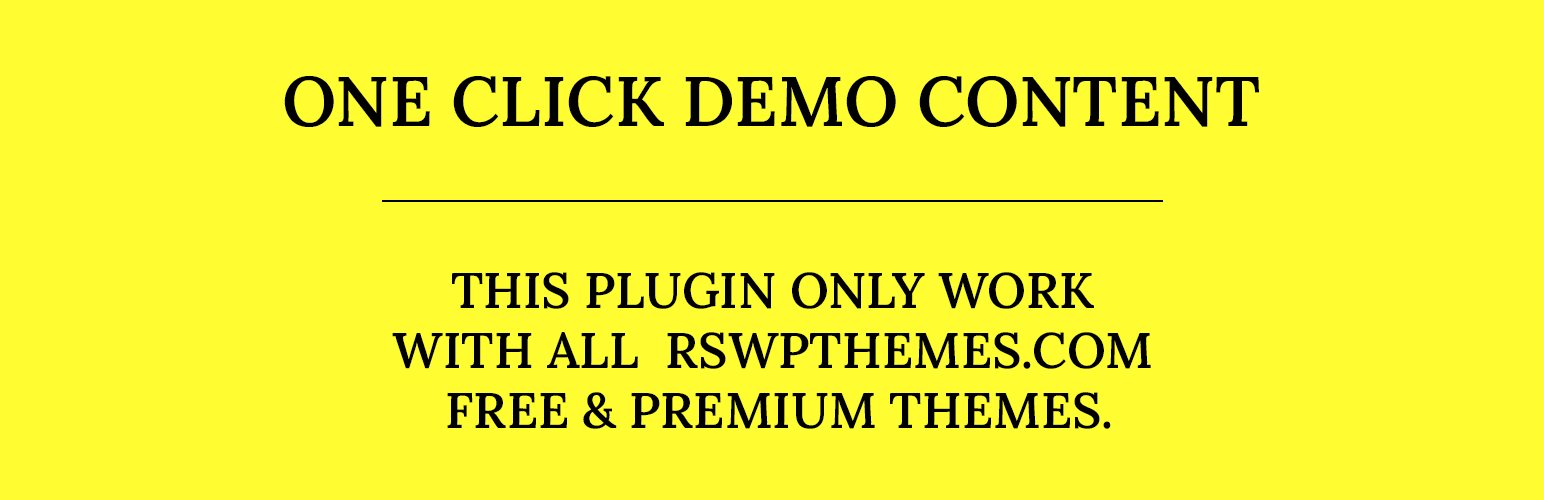 ONE CLICK DEMO CONTENT
THIS PLUGIN ONLY WORK
WITH ALL  RSWPTHEMES.COM
FREE & PREMIUM THEMES.